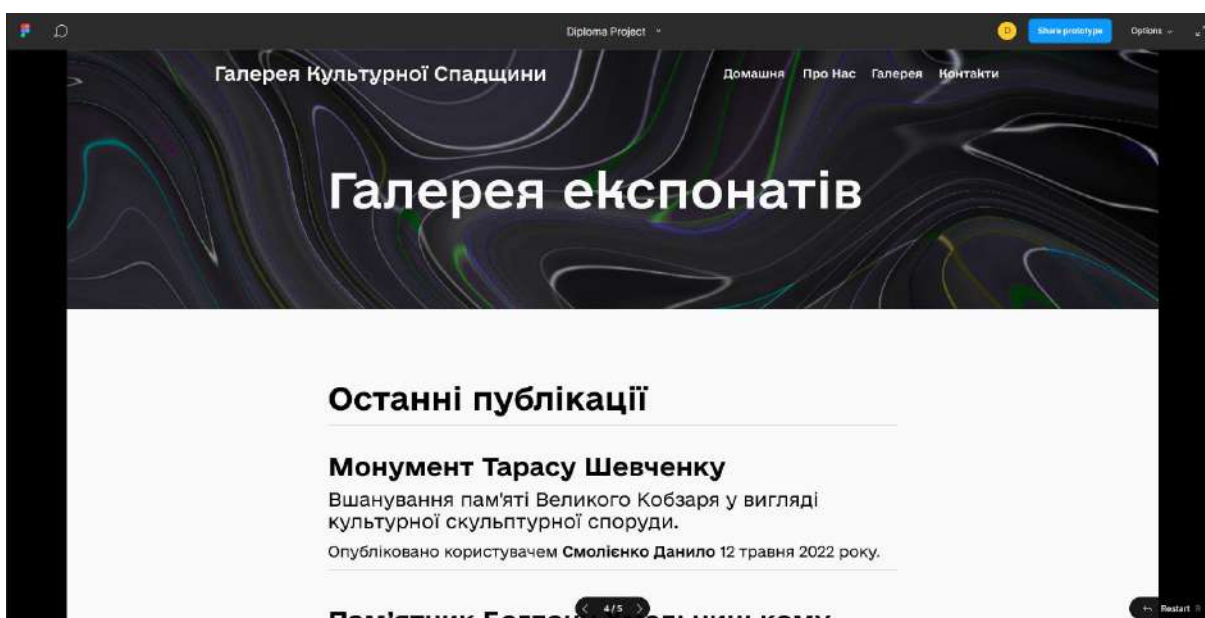 Diploma Project
D
Share prototype
Options
Галерея Культурної Спадщини
Домашня Про Нас Галерея Контакти
Галерея експонатів
Останні публікації
Монумент Тарасу Шевченку
Вшанування пам'яті Великого Кобзаря у вигляді
культурної скульптурної споруди.
Опубліковано користувачем Смолієнко Данило 12 травня 2022 року.
Пам'ятник
4/5
Restart